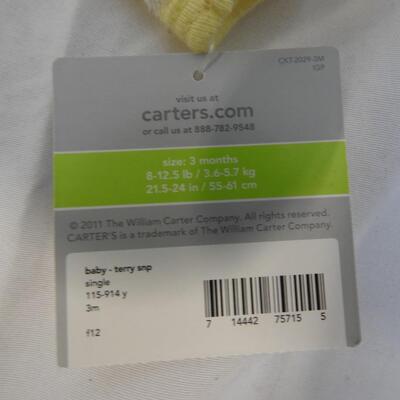 CKT-2029-3M
visit us at
carters.com
or call us at 888-782-9548
size: 3 months
8-12.5 lb / 3.6-5.7 kg
21.5-24 in / 55-61 cm
© 2011 The William Carter Company. All rights reserved.
CARTER'S is a trademark of The William Carter Company.
baby - terry snp
single
115-914 y
3m
f12
7 14442 75715 5